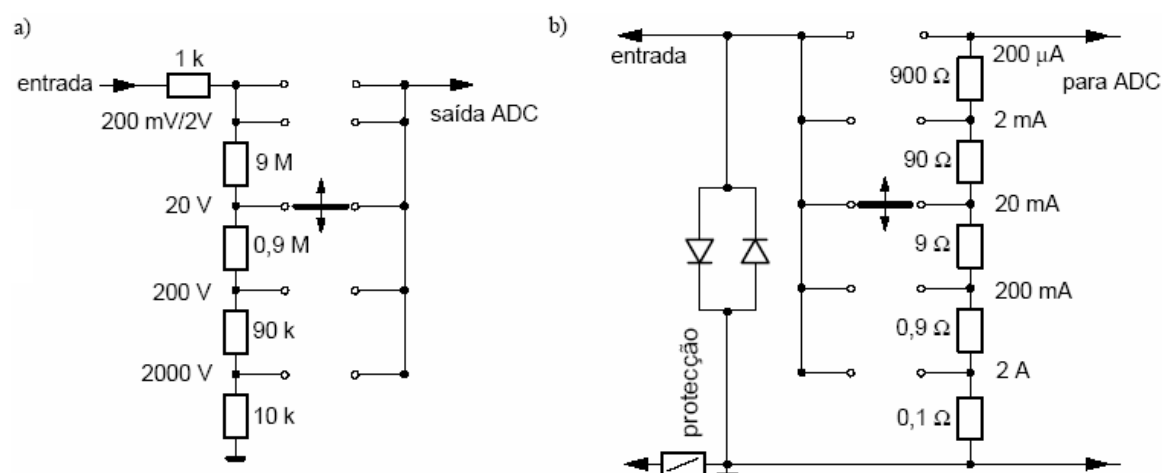 a)
1 k
entrada
200 mV/2V
saída ADC
9 M
20 V
0,9 M
200 V
90 k
2000 V
10 k
b)
entrada
200 μA
para ADC
900 Ω
2 mA
90 Ω
20 mA
9 Ω
200 mA
0,9 Ω
2 A
0,1 Ω
protecção